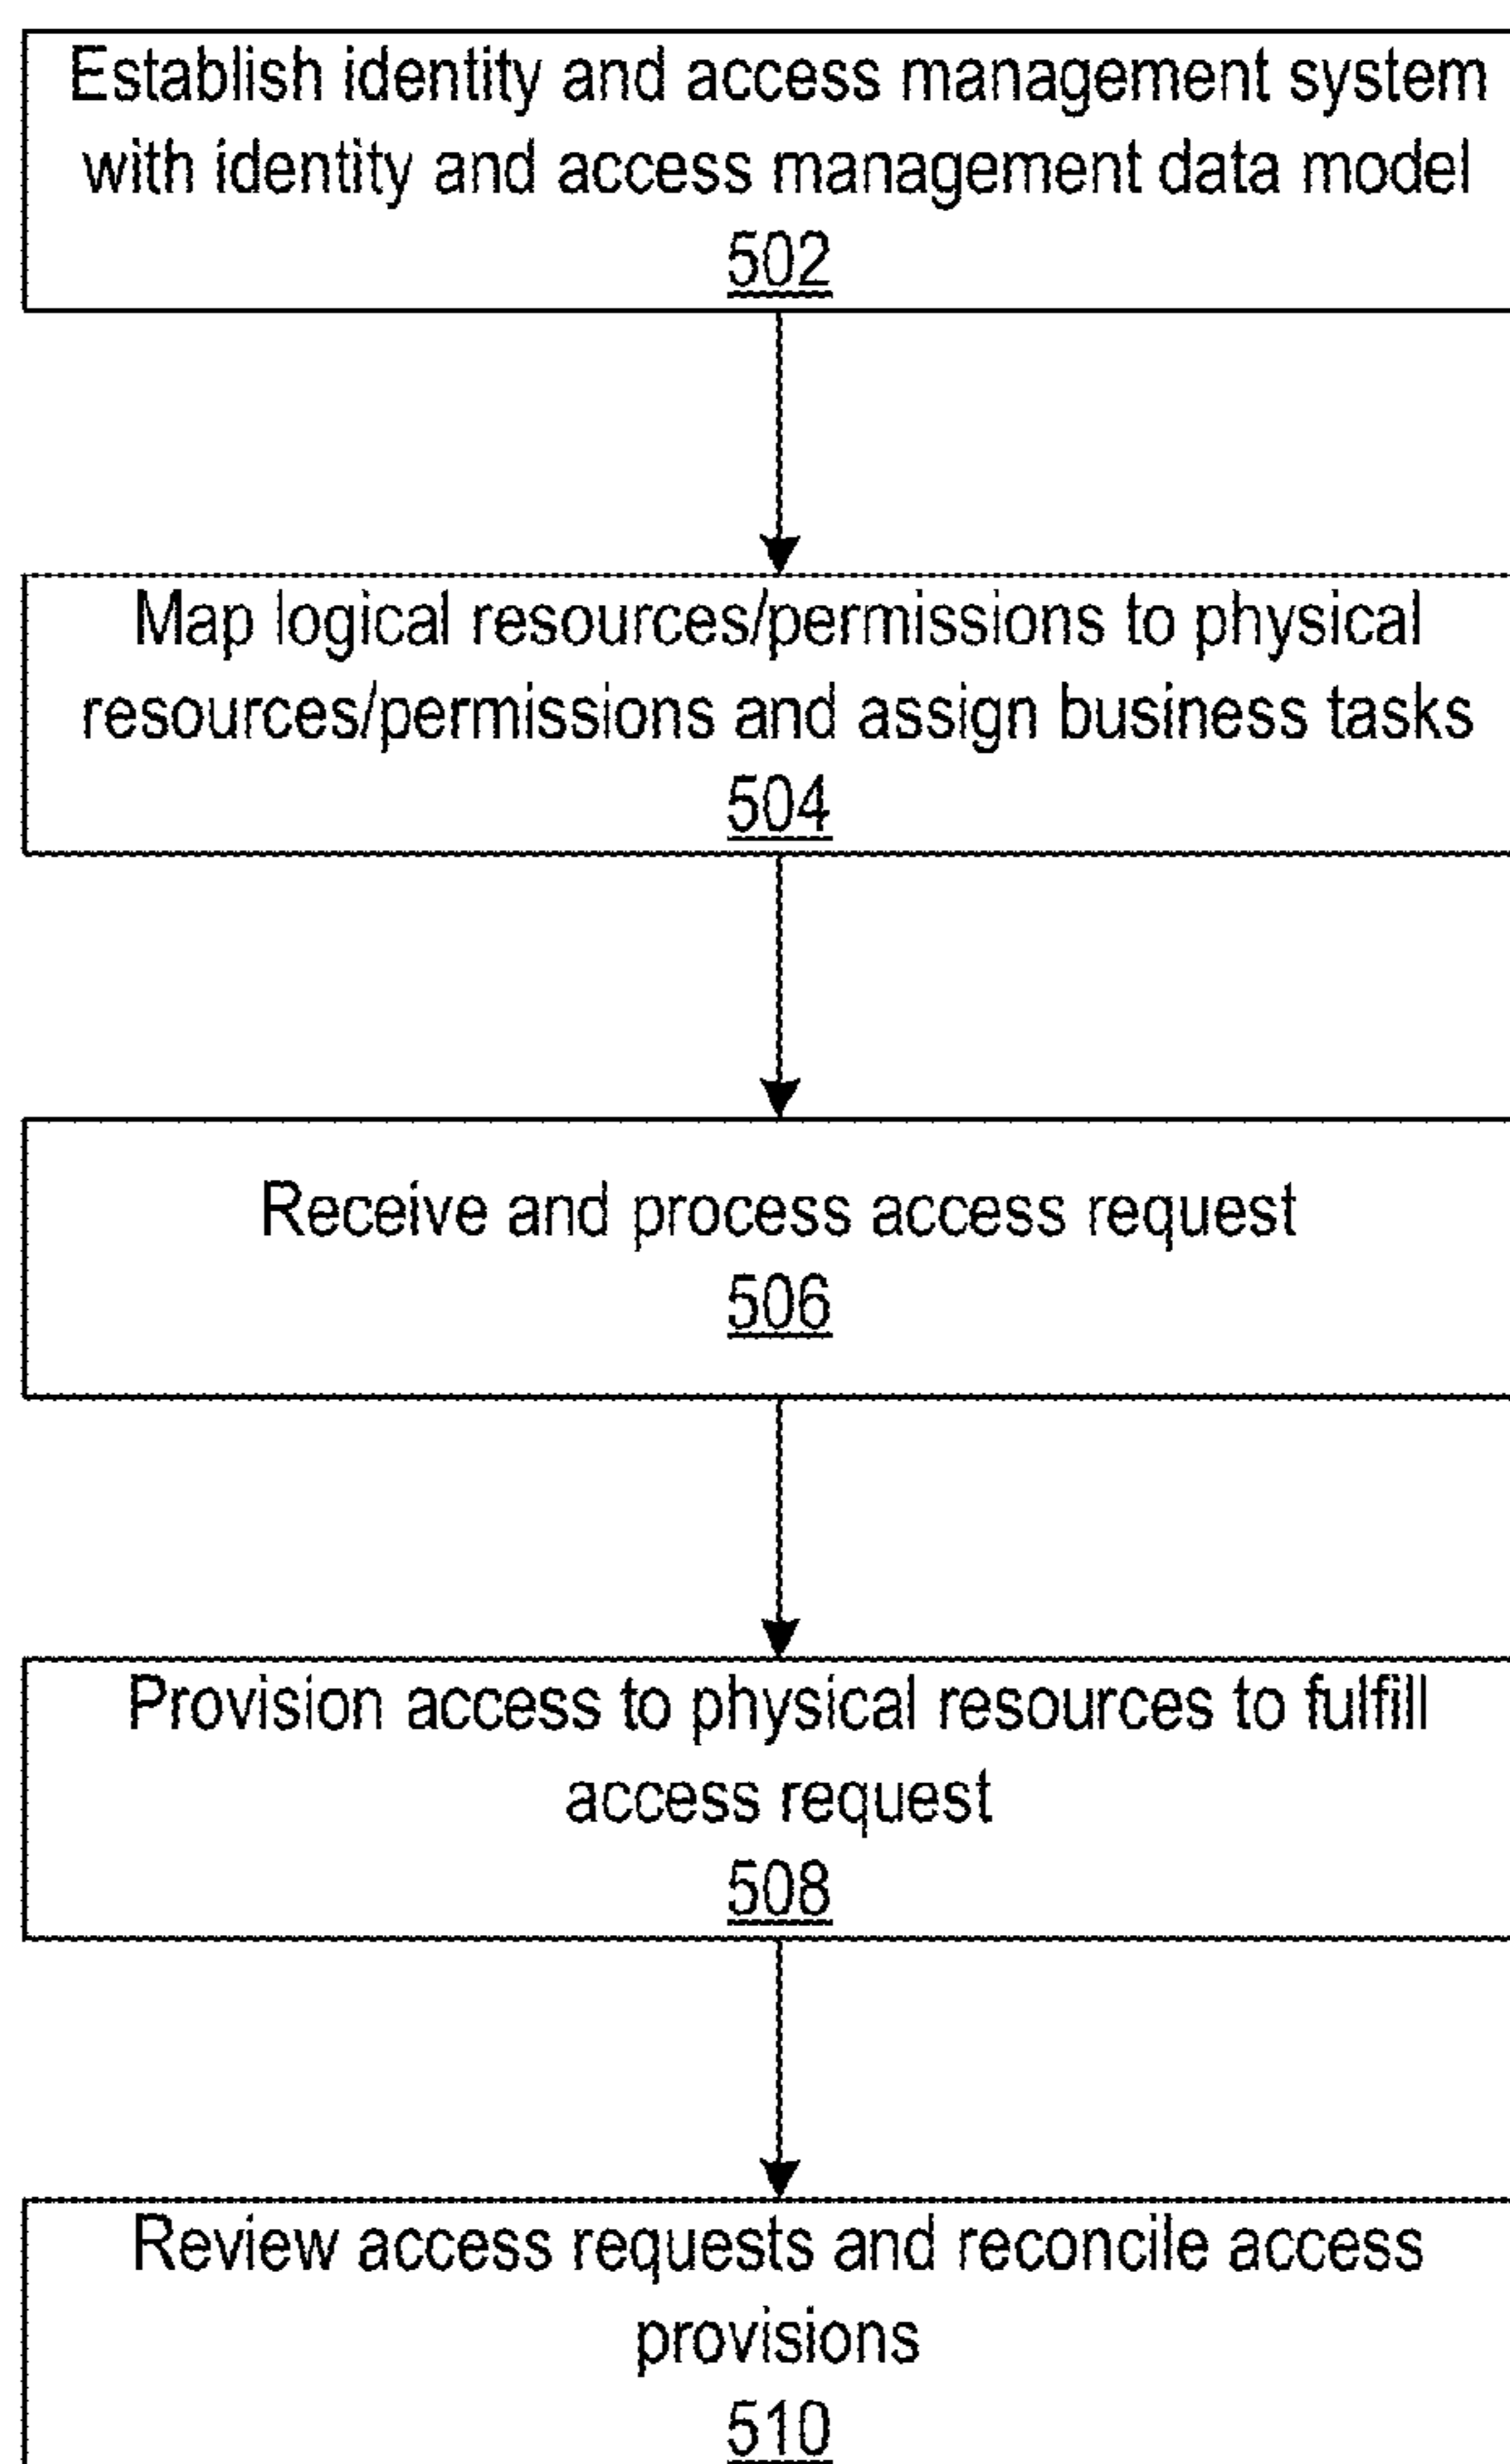 Establish identity and access management system
with identity and access management data model
502
Map logical resources/permissions to physical
resources/permissions and assign business tasks
504
Receive and process access request
506
Provision access to physical resources to fulfill
access request
508
Review access requests and reconcile access
provisions
510